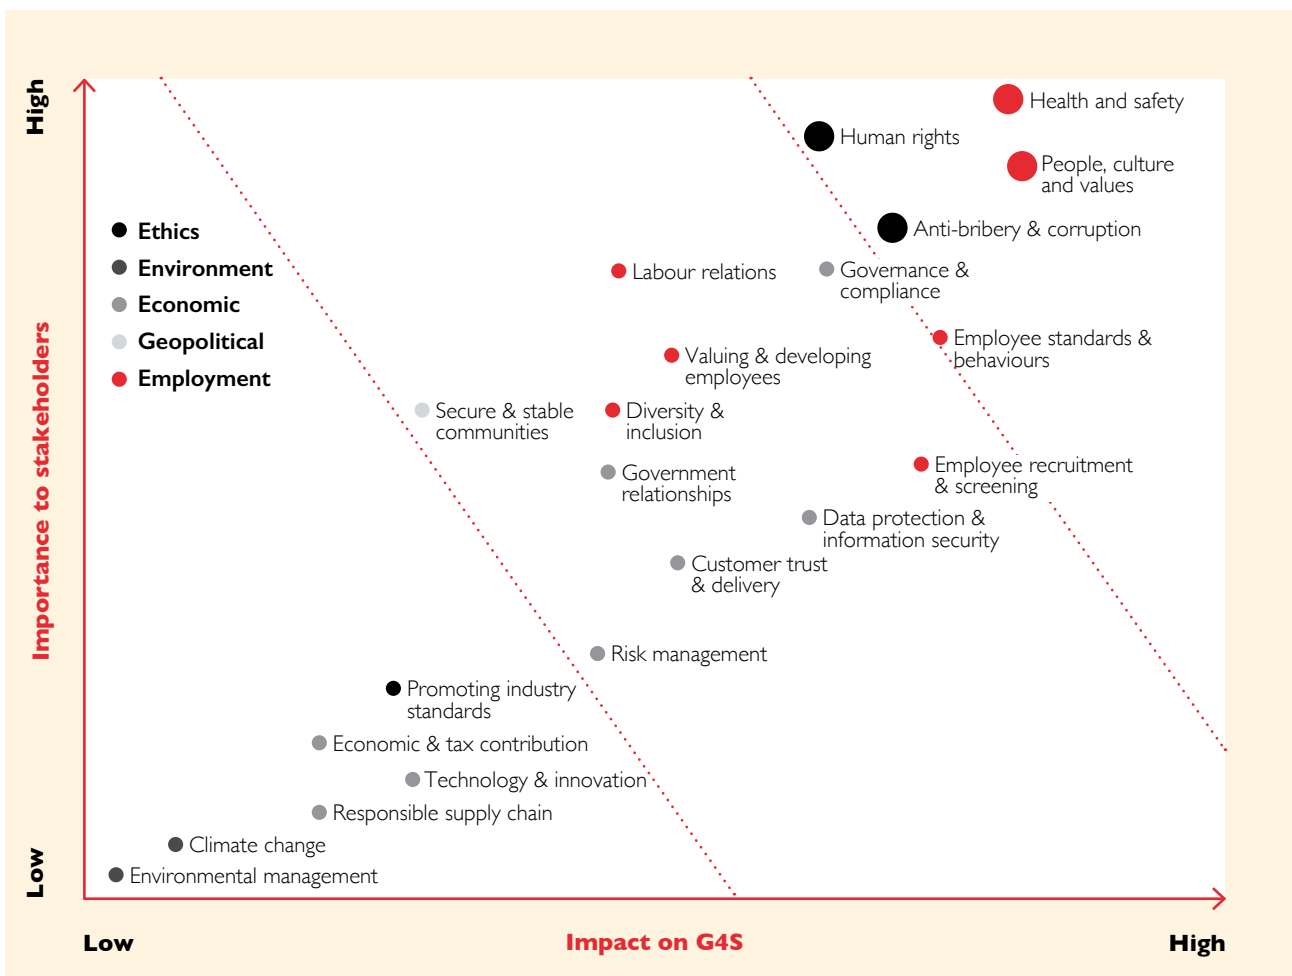 High
Health and safety
Human rights
People, culture
and values
Anti-bribery & corruption
Ethics
Environment
Economic
Geopolitical
Employment
Labour relations
Governance &
compliance
Employee standards &
behaviours
Valuing & developing
employees
Secure & stable
communities
Diversity &
inclusion
Government
relationships
Employee recruitment
& screening
Data protection &
information security
Customer trust
& delivery
Importance to stakeholders
Risk management
Promoting industry
standards
Economic & tax contribution
Technology & innovation
Responsible supply chain
Climate change
Environmental management
Low
Low
Impact on G4S
High